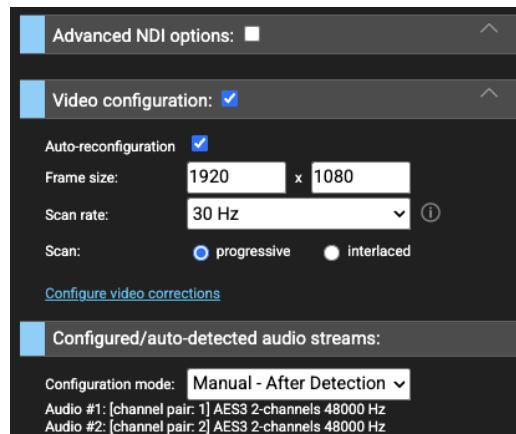 Advanced NDI options:
Video configuration:
Auto-reconfiguration
Frame size: 1920 x 1080
Scan rate: 30 Hz
Scan: progressive interlaced
Configure video corrections
Configured/auto-detected audio streams:
Configuration mode: Manual - After Detection
Audio #1: [channel pair: 1] AES3 2-channels 48000 Hz
Audio #2: [channel pair: 2] AES3 2-channels 48000 Hz